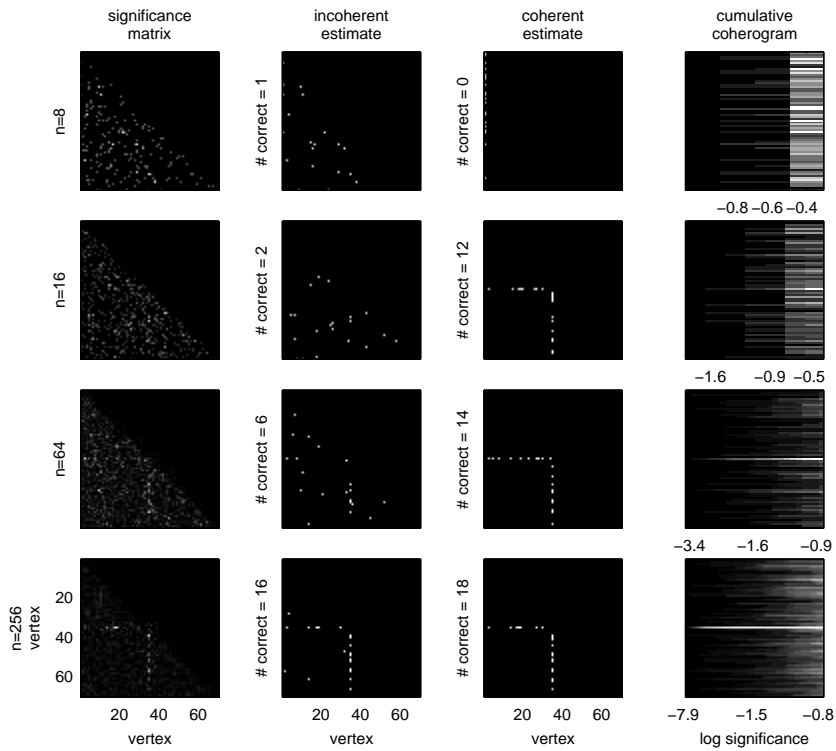 significance matrix
incoherent estimate
coherent estimate
cumulative coherogram
n=8
# correct = 1
# correct = 0
−0.8 −0.6 −0.4
n=16
# correct = 2
# correct = 12
−1.6 −0.9 −0.5
n=64
# correct = 6
# correct = 14
−3.4 −1.6 −0.9
n=256
vertex
20
40
60
# correct = 16
# correct = 18
20 40 60
20 40 60
20 40 60
−7.9 −1.5 −0.8
vertex
vertex
vertex
log significance